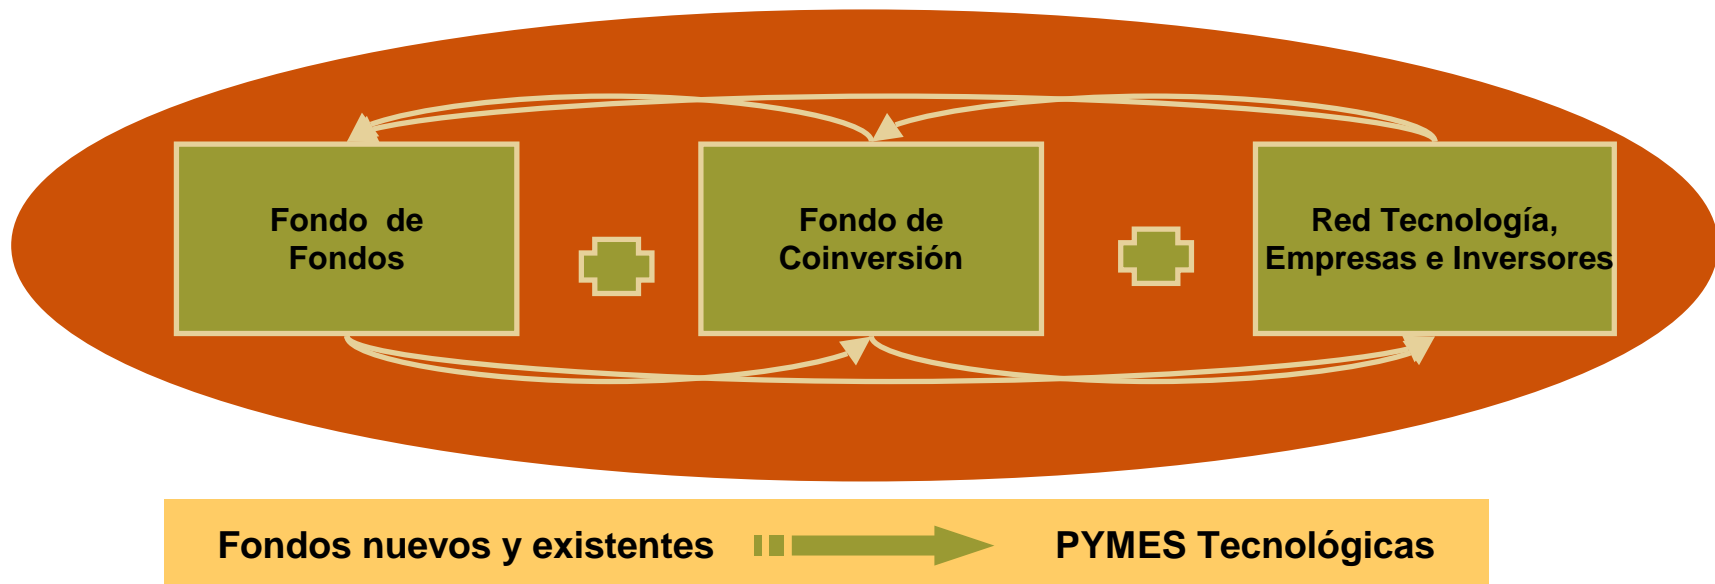 Fondo de
Fondos
Fondo de
Coinversión
Red Tecnología,
Empresas e Inversores
Fondos nuevos y existentes
PYMES Tecnológicas